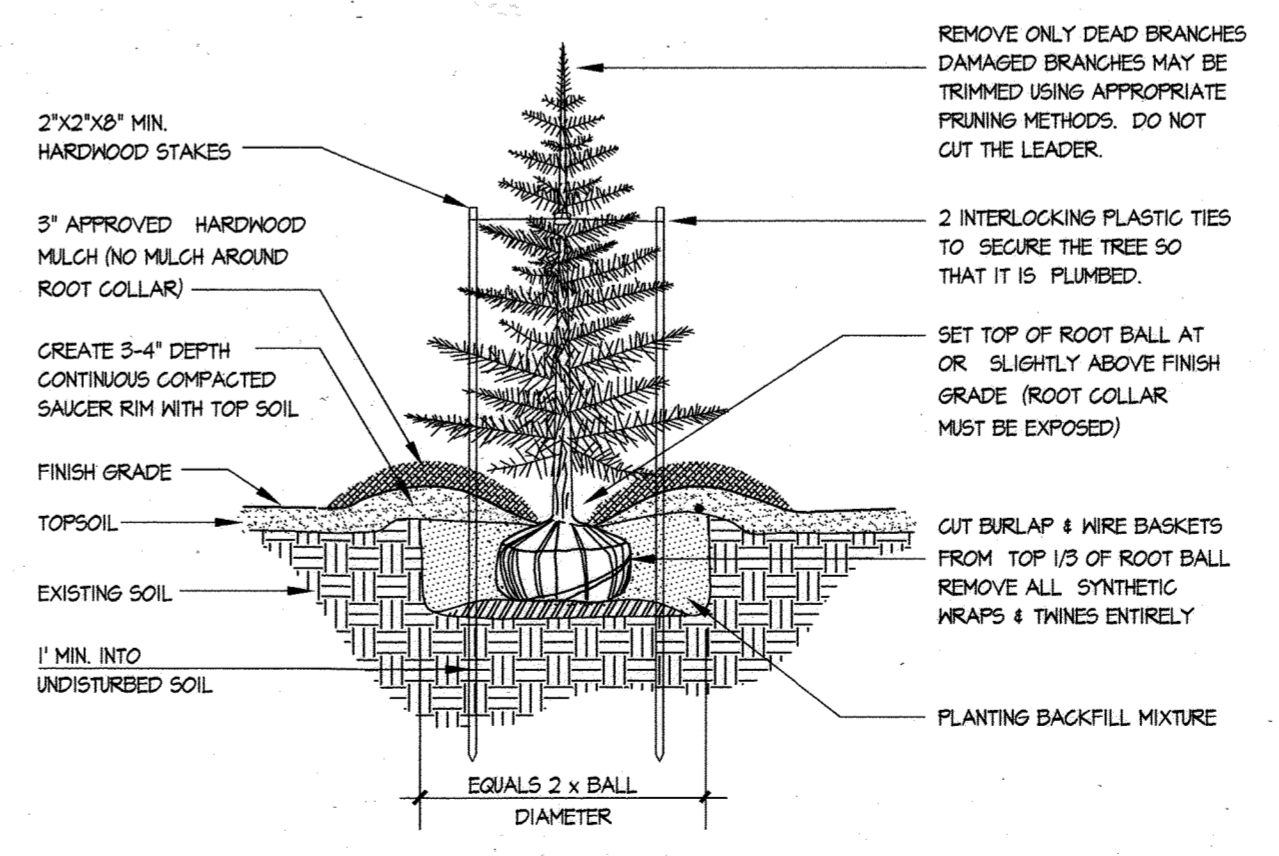 2"X2"X8" MIN.
HARDWOOD STAKES
3" APPROVED HARDWOOD
MULCH (NO MULCH AROUND
ROOT COLLAR)
CREATE 3-4" DEPTH
CONTINUOUS COMPACTED
SAUCER RIM WITH TOP SOIL
FINISH GRADE
TOPSOIL
EXISTING SOIL
1' MIN. INTO
UNDISTURBED SOIL
REMOVE ONLY DEAD BRANCHES
DAMAGED BRANCHES MAY BE
TRIMMED USING APPROPRIATE
PRUNING METHODS. DO NOT
CUT THE LEADER.
2 INTERLOCKING PLASTIC TIES
TO SECURE THE TREE SO
THAT IT IS PLUMBED.
SET TOP OF ROOT BALL AT
OR SLIGHTLY ABOVE FINISH
GRADE (ROOT COLLAR
MUST BE EXPOSED)
CUT BURLAP & WIRE BASKETS
FROM TOP 1/3 OF ROOT BALL
REMOVE ALL SYNTHETIC
WRAPS & TWINES ENTIRELY
PLANTING BACKFILL MIXTURE
EQUALS 2 x BALL
DIAMETER